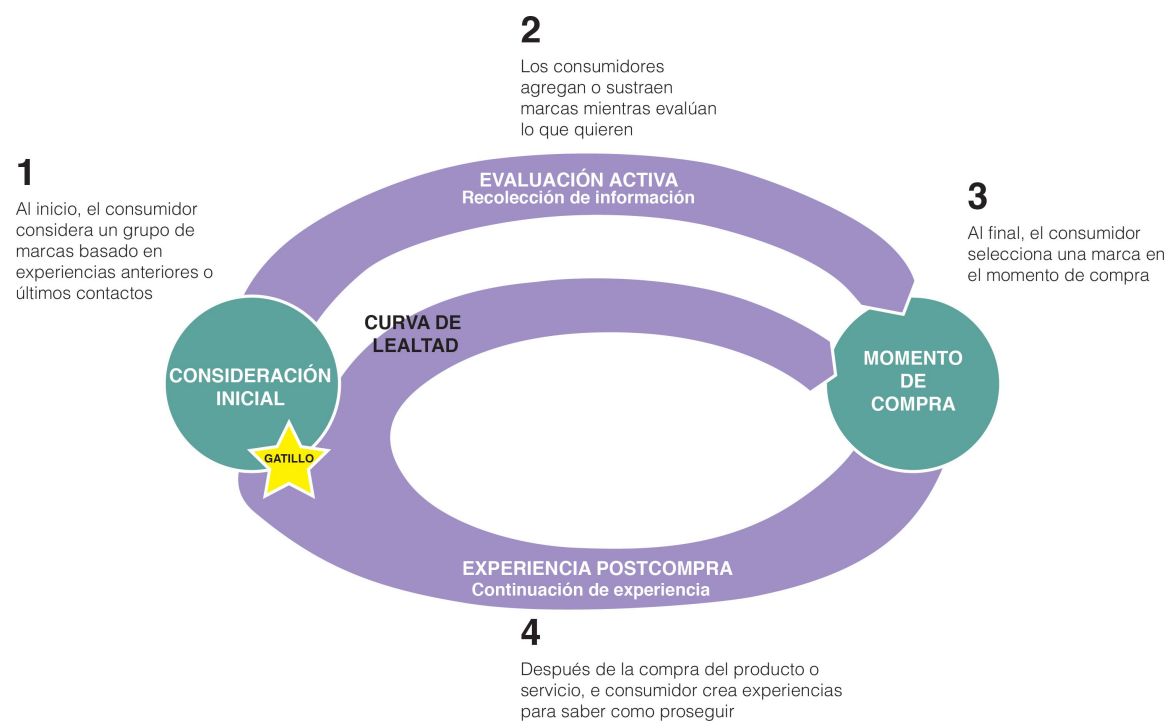 1
Al inicio, el consumidor
considera un grupo de
marcas basado en
experiencias anteriores o
últimos contactos
2
Los consumidores
agregan o sustraen
marcas mientras evalúan
lo que quieren
EVALUACIÓN ACTIVA
Recolección de información
3
Al final, el consumidor
selecciona una marca en
el momento de compra
CURVA DE
LEALTAD
CONSIDERACIÓN
INICIAL
GATILLO
MOMENTO
DE
COMPRA
EXPERIENCIA POSTCOMPRA
Continuación de experiencia
4
Después de la compra del producto o
servicio, e consumidor crea experiencias
para saber como proseguir